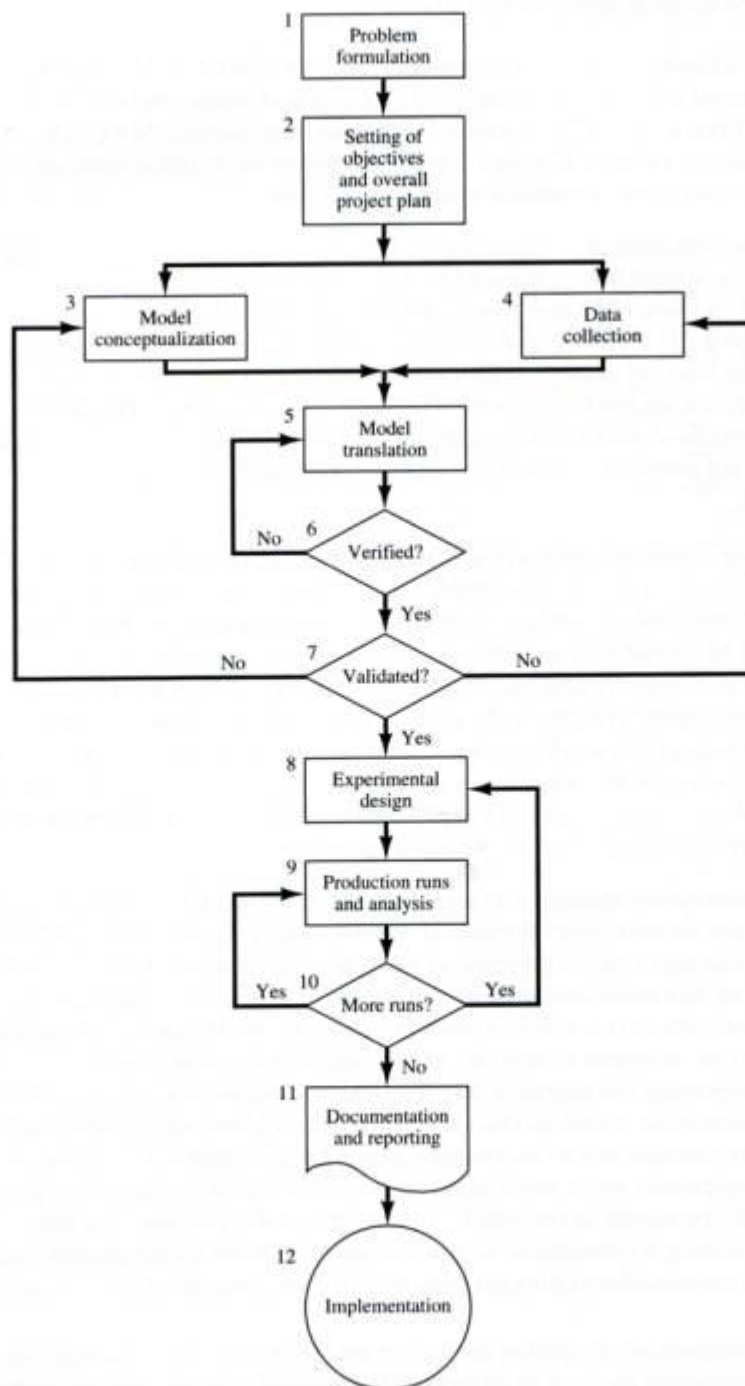 1
Problem
formulation
2
Setting of
objectives
and overall
project plan
3
Model
conceptualization
4
Data
collection
5
Model
translation
6
No
Verified?
Yes
No
7
Validated?
No
Yes
8
Experimental
design
9
Production runs
and analysis
10
Yes
More runs?
Yes
No
11
Documentation
and reporting
12
Implementation